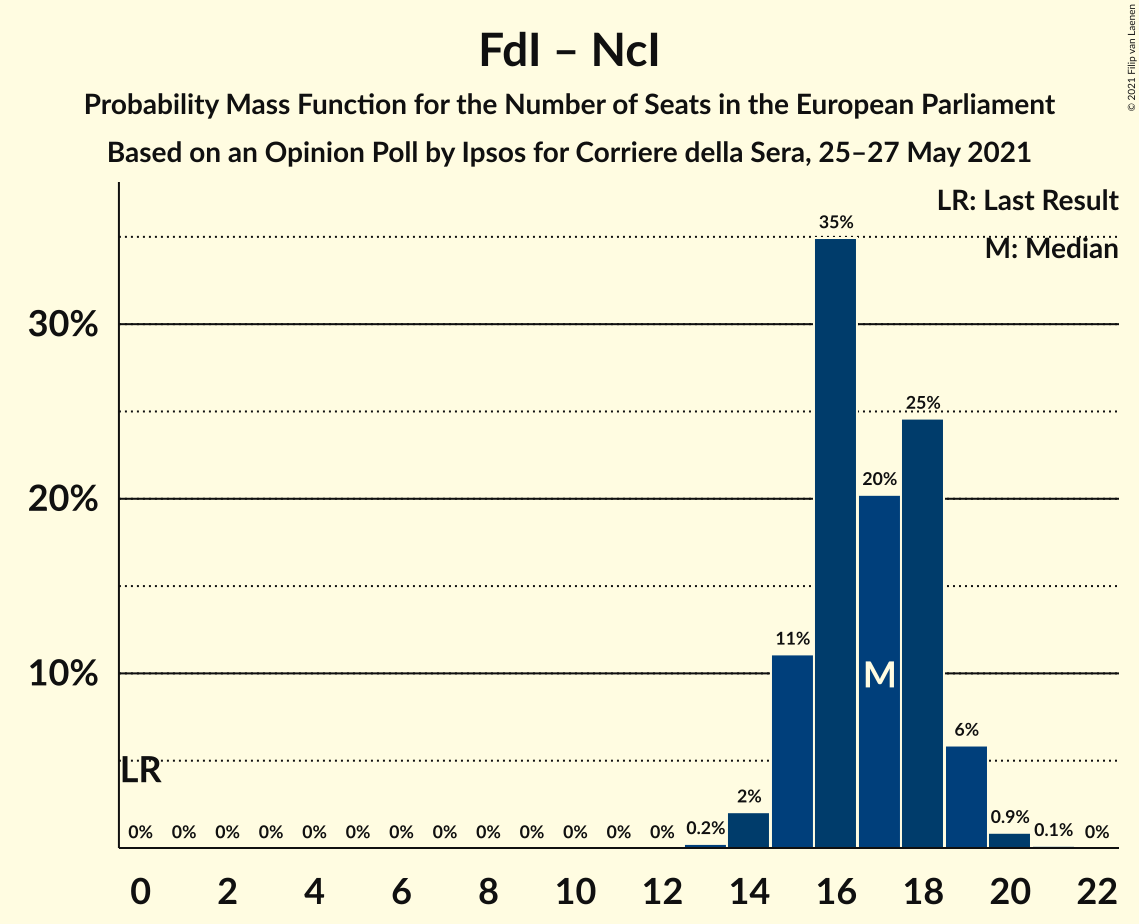 FdI – NcI
Probability Mass Function for the Number of Seats in the European Parliament
Based on an Opinion Poll by Ipsos for Corriere della Sera, 25–27 May 2021
© 2021 Filip van Laenen
LR: Last Result
M: Median
35%
30%
25%
20%
20%
11%
10%
M
6%
LR
2%
0% 0% 0% 0% 0% 0% 0% 0% 0% 0% 0% 0% 0% 0.2% 0.9% 0.1% 0%
0 2 4 6 8 10 12 14 16 18 20 22